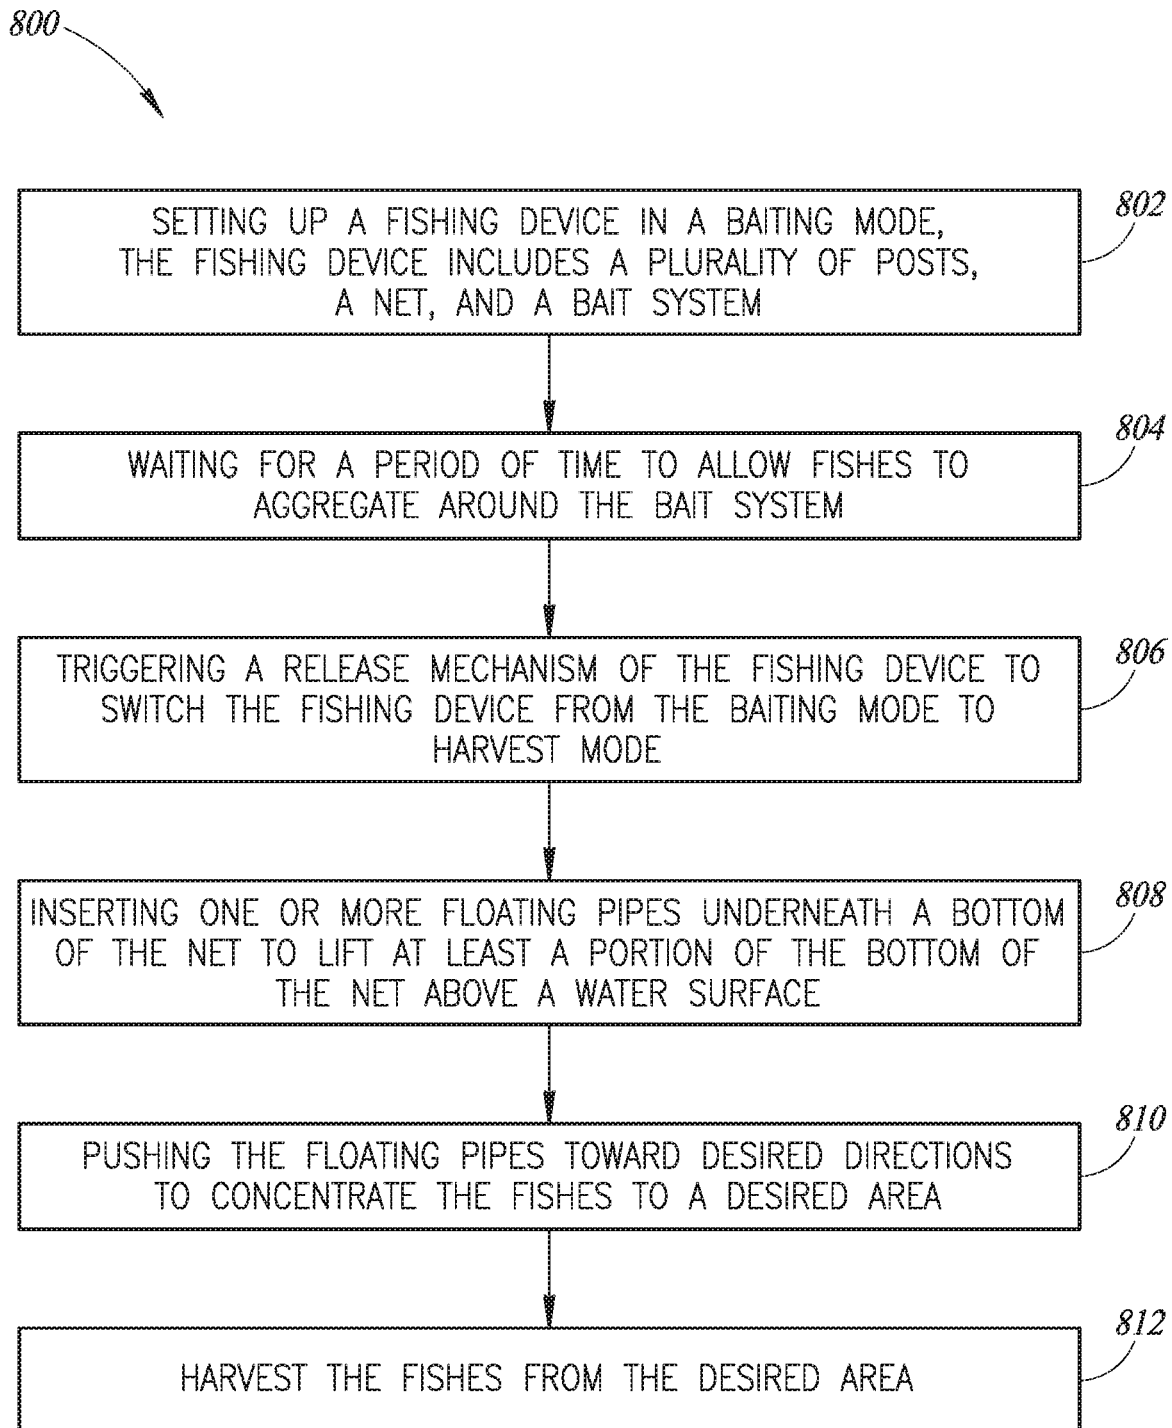 800
SETTING UP A FISHING DEVICE IN A BAITING MODE,
THE FISHING DEVICE INCLUDES A PLURALITY OF POSTS,
A NET, AND A BAIT SYSTEM
802
WAITING FOR A PERIOD OF TIME TO ALLOW FISHES TO
AGGREGATE AROUND THE BAIT SYSTEM
804
TRIGGERING A RELEASE MECHANISM OF THE FISHING DEVICE TO
SWITCH THE FISHING DEVICE FROM THE BAITING MODE TO
HARVEST MODE
806
INSERTING ONE OR MORE FLOATING PIPES UNDERNEATH A BOTTOM
OF THE NET TO LIFT AT LEAST A PORTION OF THE BOTTOM OF
THE NET ABOVE A WATER SURFACE
808
PUSHING THE FLOATING PIPES TOWARD DESIRED DIRECTIONS
TO CONCENTRATE THE FISHES TO A DESIRED AREA
810
HARVEST THE FISHES FROM THE DESIRED AREA
812